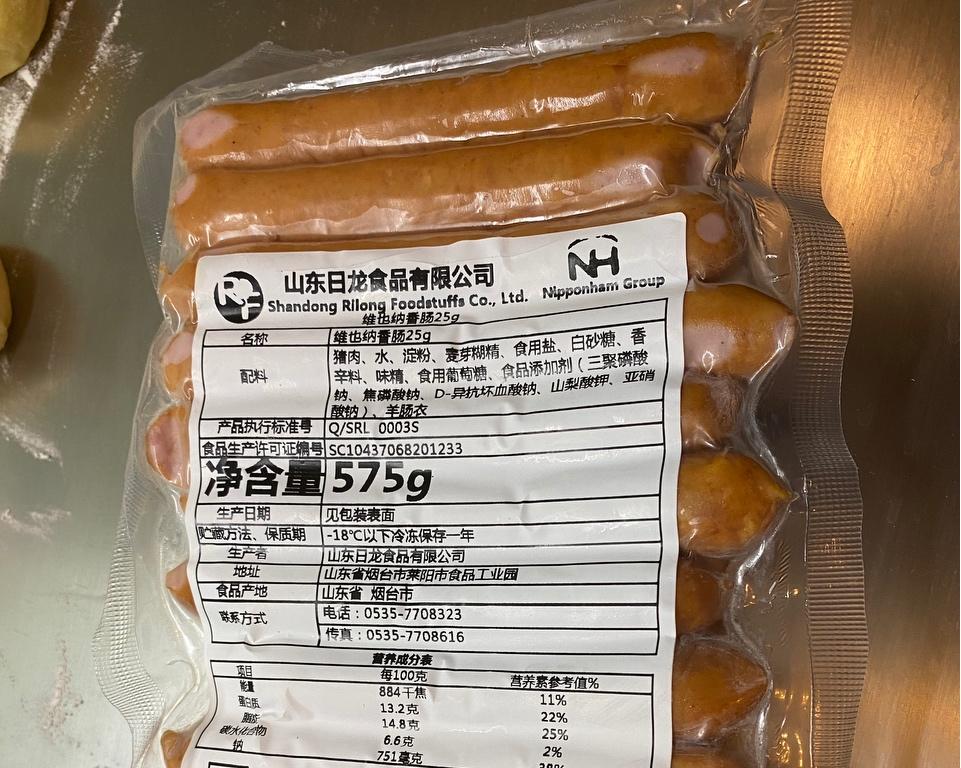 RF
山东日龙食品有限公司
Shandong Rilong Foodstuffs Co., Ltd.
NH
Nipponham Group
维也纳香肠25g
名称 维也纳香肠25g
配料 猪肉、水、淀粉、麦芽糊精、食用盐、白砂糖、香
辛料、味精、食用葡萄糖、食品添加剂（三聚磷酸
钠、焦磷酸钠、D-异抗坏血酸钠、山梨酸钾、亚硝
酸钠）、羊肠衣
产品执行标准号 Q/SRL 0003S
食品生产许可证编号 SC10437068201233
净含量 575g
生产日期 见包装表面
贮藏方法、保质期 -18℃以下冷冻保存一年
生产者 山东日龙食品有限公司
地址 山东省烟台市莱阳市食品工业园
食品产地 山东省 烟台市
联系方式 电话：0535-7708323
传真：0535-7708616
营养成分表
项目 每100克 营养素参考值%
能量 884千焦 11%
蛋白质 13.2克 22%
脂肪 14.8克 25%
碳水化合物 6.6克 2%
钠 751毫克